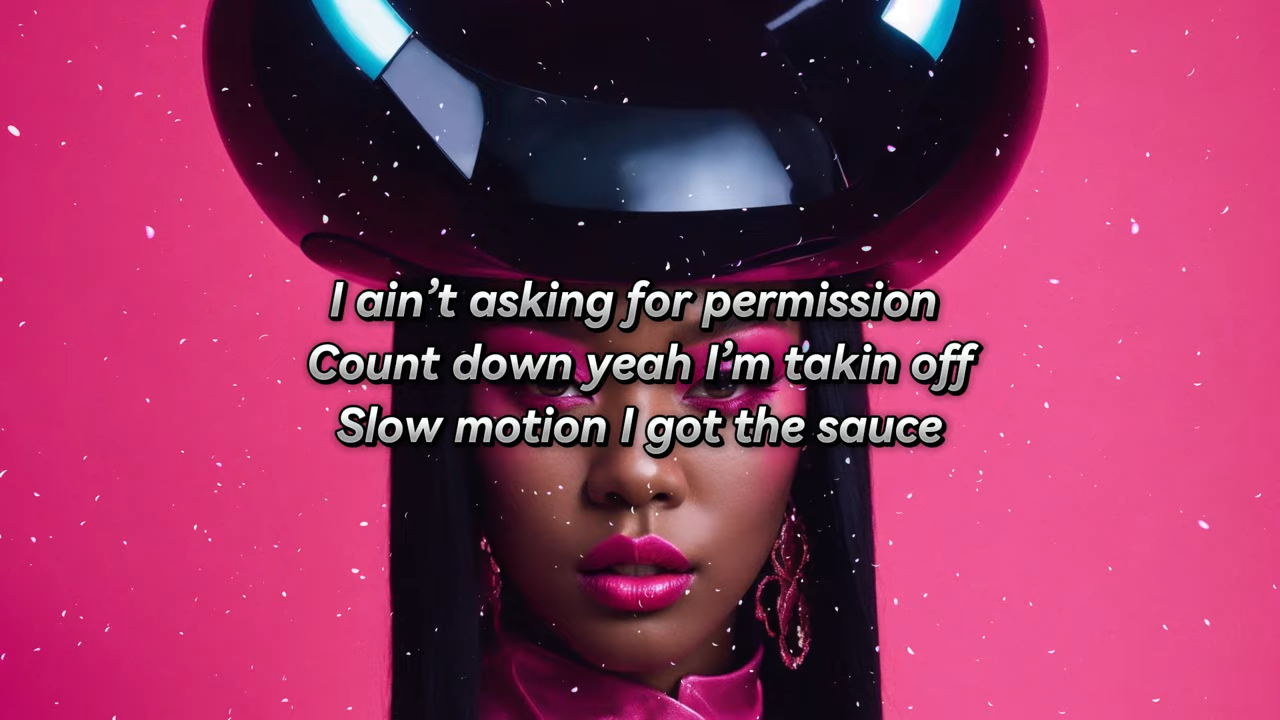 I ain’t asking for permission
Count down yeah I’m takin off
Slow motion I got the sauce